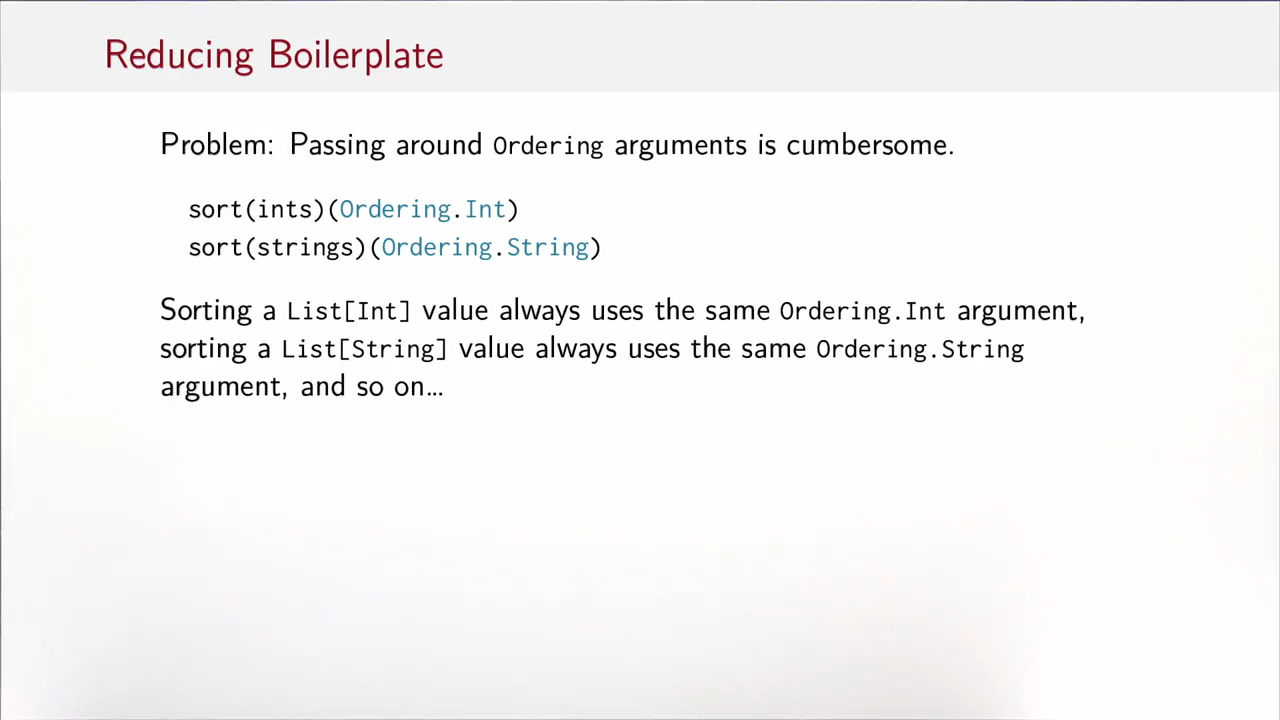 Reducing Boilerplate
Problem: Passing around Ordering arguments is cumbersome.
sort(ints)(Ordering.Int)
sort(strings)(Ordering.String)
Sorting a List[Int] value always uses the same Ordering.Int argument,
sorting a List[String] value always uses the same Ordering.String
argument, and so on…